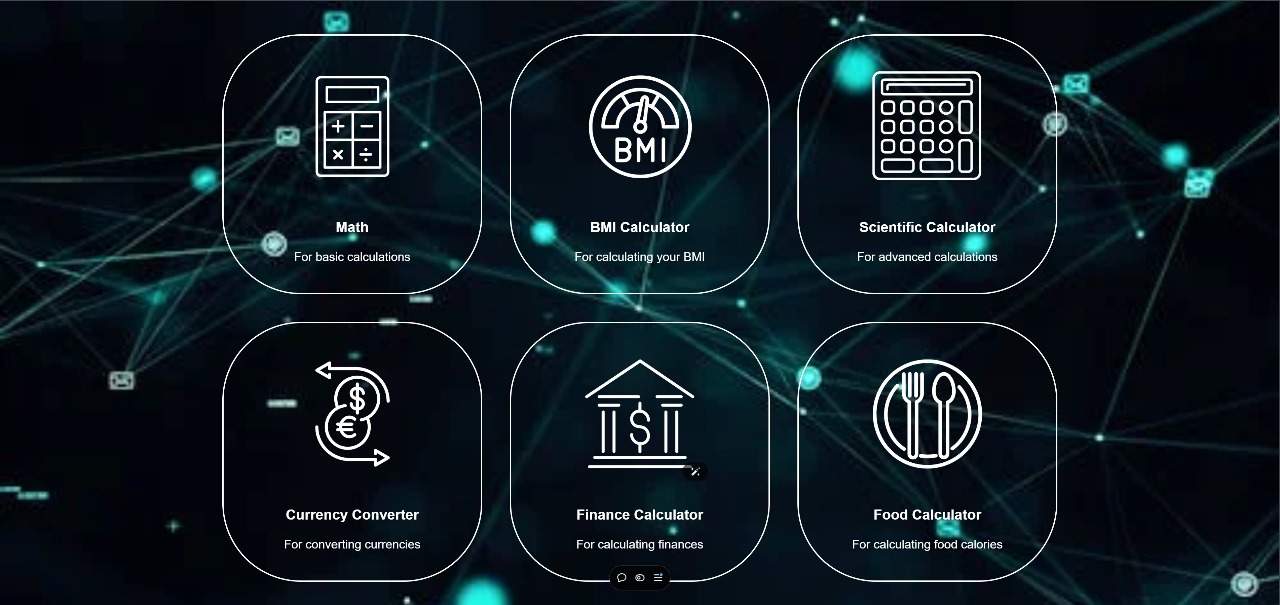 BMI
Math
BMI Calculator
Scientific Calculator
For basic calculations
For calculating your BMI
For advanced calculations
$
€
$
Currency Converter
Finance Calculator
Food Calculator
For converting currencies
For calculating finances
For calculating food calories